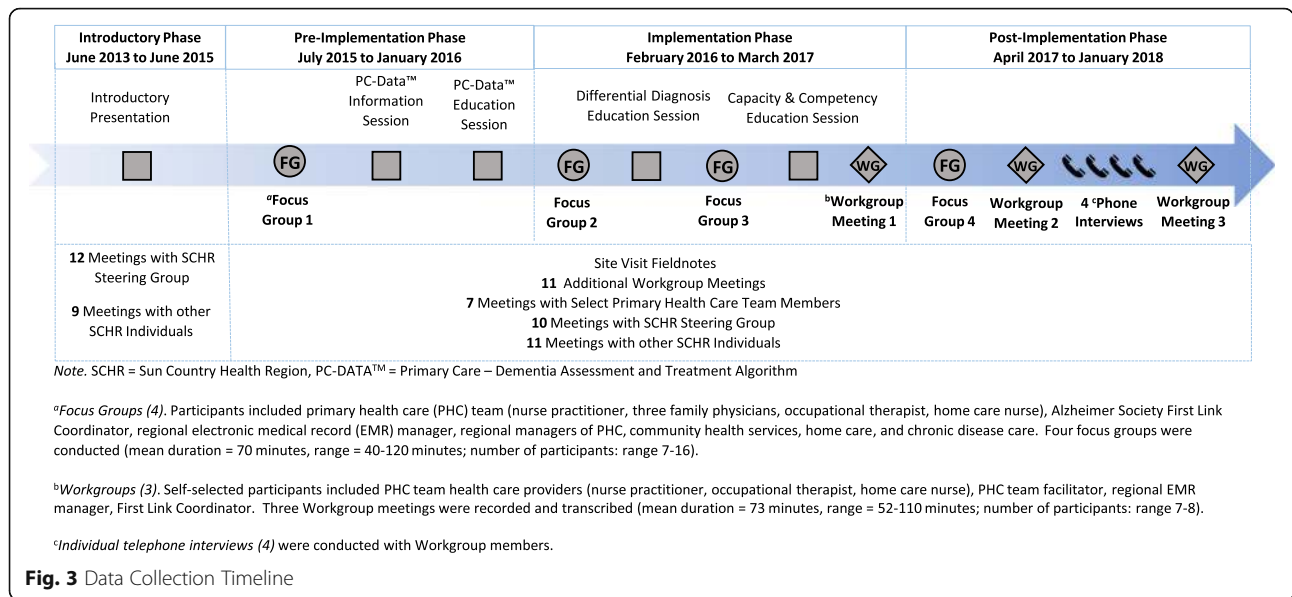 Introductory Phase
June 2013 to June 2015
Pre-Implementation Phase
July 2015 to January 2016
Implementation Phase
February 2016 to March 2017
Post-Implementation Phase
April 2017 to January 2018
Introductory
Presentation
PC-Data™
Information
Session
PC-Data™
Education
Session
Differential Diagnosis
Education Session
Capacity & Competency
Education Session
FG
FG
FG
WG
FG
WG
WG
ᵃFocus
Group 1
Focus
Group 2
Focus
Group 3
ᵇWorkgroup
Meeting 1
Focus
Group 4
Workgroup
Meeting 2
4 ᶜPhone
Interviews
Workgroup
Meeting 3
12 Meetings with SCHR
Steering Group
9 Meetings with other
SCHR Individuals
Site Visit Fieldnotes
11 Additional Workgroup Meetings
7 Meetings with Select Primary Health Care Team Members
10 Meetings with SCHR Steering Group
11 Meetings with other SCHR Individuals
Note. SCHR = Sun Country Health Region, PC-DATA™ = Primary Care – Dementia Assessment and Treatment Algorithm
ᵃFocus Groups (4). Participants included primary health care (PHC) team (nurse practitioner, three family physicians, occupational therapist, home care nurse), Alzheimer Society First Link
Coordinator, regional electronic medical record (EMR) manager, regional managers of PHC, community health services, home care, and chronic disease care. Four focus groups were
conducted (mean duration = 70 minutes, range = 40-120 minutes; number of participants: range 7-16).
ᵇWorkgroups (3). Self-selected participants included PHC team health care providers (nurse practitioner, occupational therapist, home care nurse), PHC team facilitator, regional EMR
manager, First Link Coordinator. Three Workgroup meetings were recorded and transcribed (mean duration = 73 minutes, range = 52-110 minutes; number of participants: range 7-8).
ᶜIndividual telephone interviews (4) were conducted with Workgroup members.
Fig. 3 Data Collection Timeline